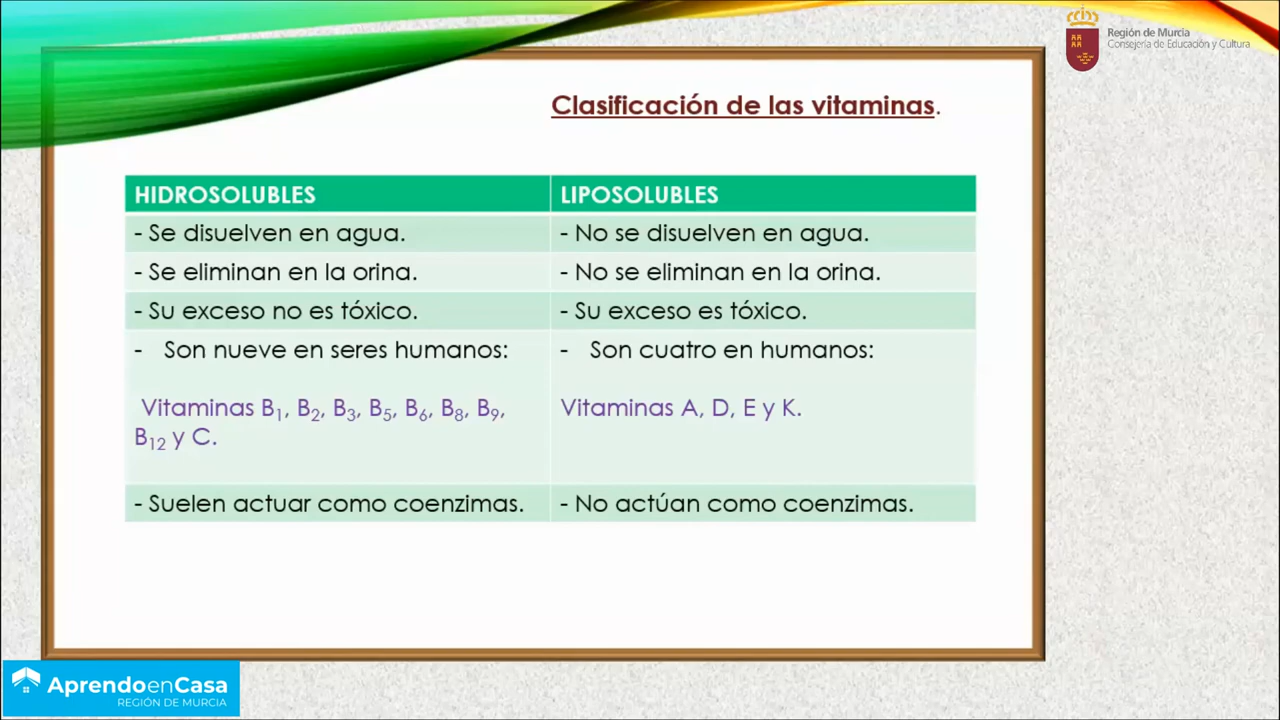 Región de Murcia
Consejería de Educación y Cultura
Clasificación de las vitaminas.
HIDROSOLUBLES
LIPOSOLUBLES
- Se disuelven en agua.
- No se disuelven en agua.
- Se eliminan en la orina.
- No se eliminan en la orina.
- Su exceso no es tóxico.
- Su exceso es tóxico.
- Son nueve en seres humanos:
- Son cuatro en humanos:
Vitaminas B₁, B₂, B₃, B₅, B₆, B₈, B₉,
B₁₂ y C.
Vitaminas A, D, E y K.
- Suelen actuar como coenzimas.
- No actúan como coenzimas.
AprendoenCasa
REGIÓN DE MURCIA